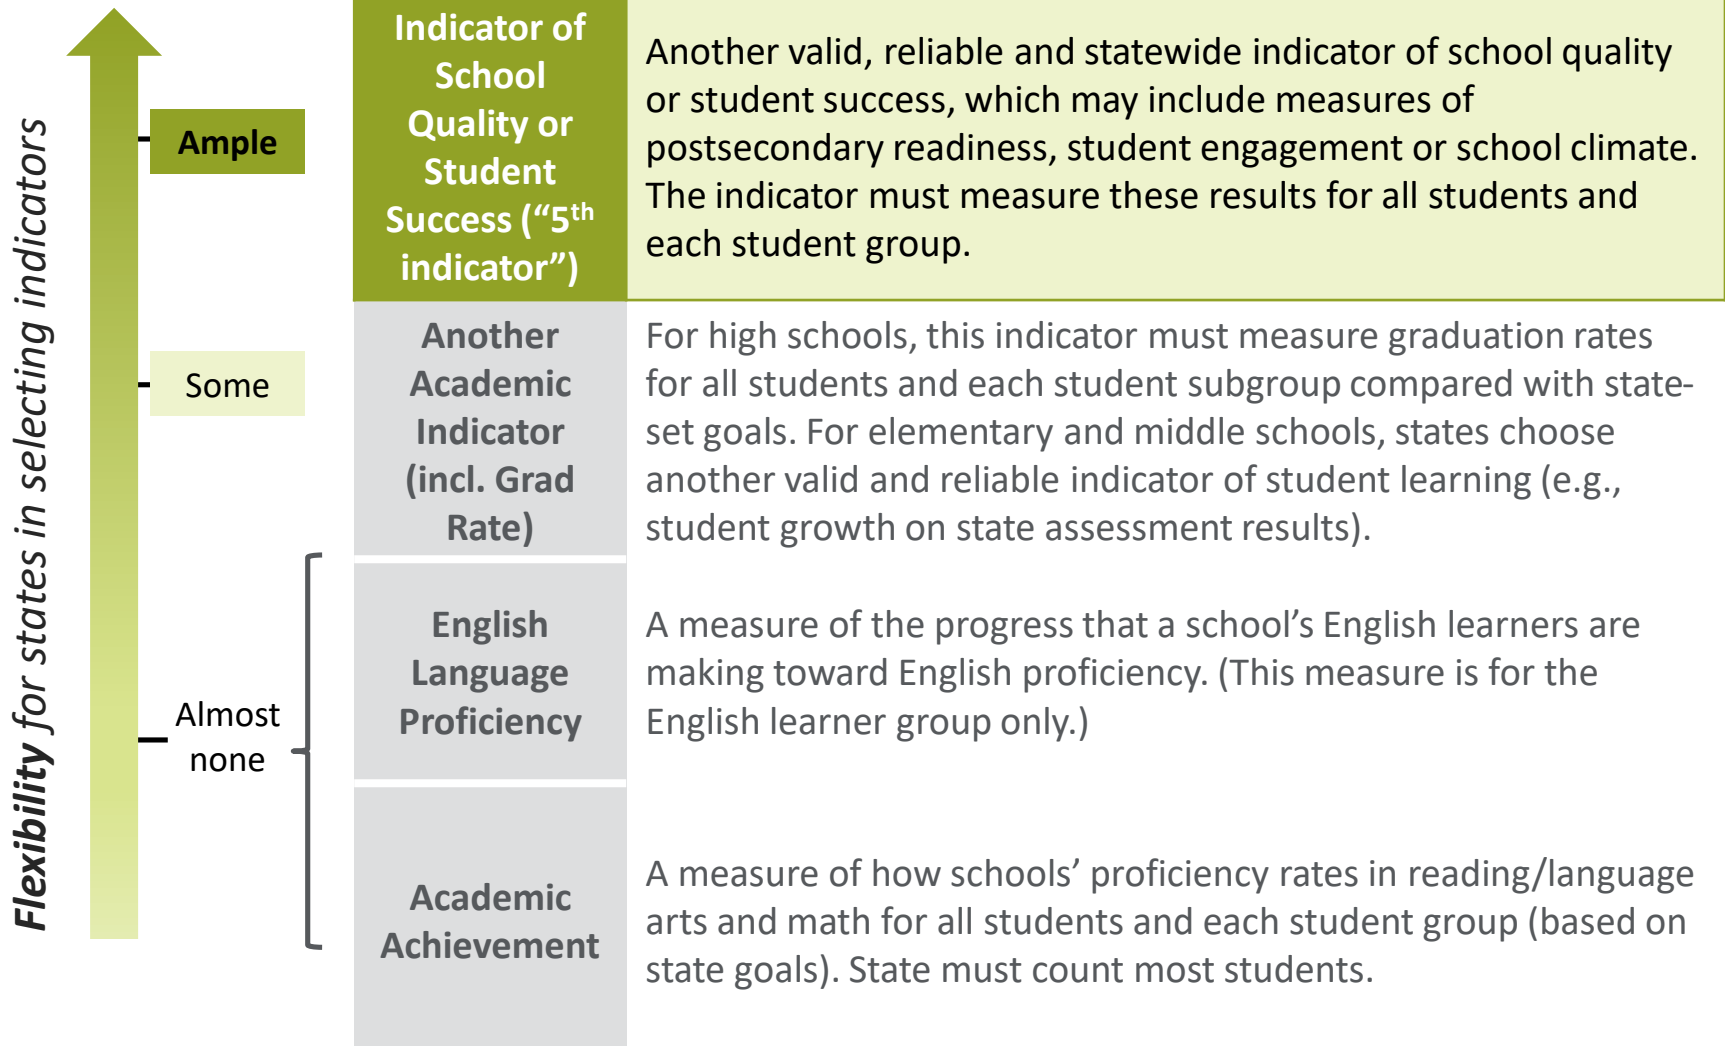 Flexibility for states in selecting indicators
Ample
Some
Almost
none
Indicator of
School
Quality or
Student
Success (“5th
indicator”)
Another valid, reliable and statewide indicator of school quality
or student success, which may include measures of
postsecondary readiness, student engagement or school climate.
The indicator must measure these results for all students and
each student group.
Another
Academic
Indicator
(incl. Grad
Rate)
For high schools, this indicator must measure graduation rates
for all students and each student subgroup compared with state-
set goals. For elementary and middle schools, states choose
another valid and reliable indicator of student learning (e.g.,
student growth on state assessment results).
English
Language
Proficiency
A measure of the progress that a school’s English learners are
making toward English proficiency. (This measure is for the
English learner group only.)
Academic
Achievement
A measure of how schools’ proficiency rates in reading/language
arts and math for all students and each student group (based on
state goals). State must count most students.